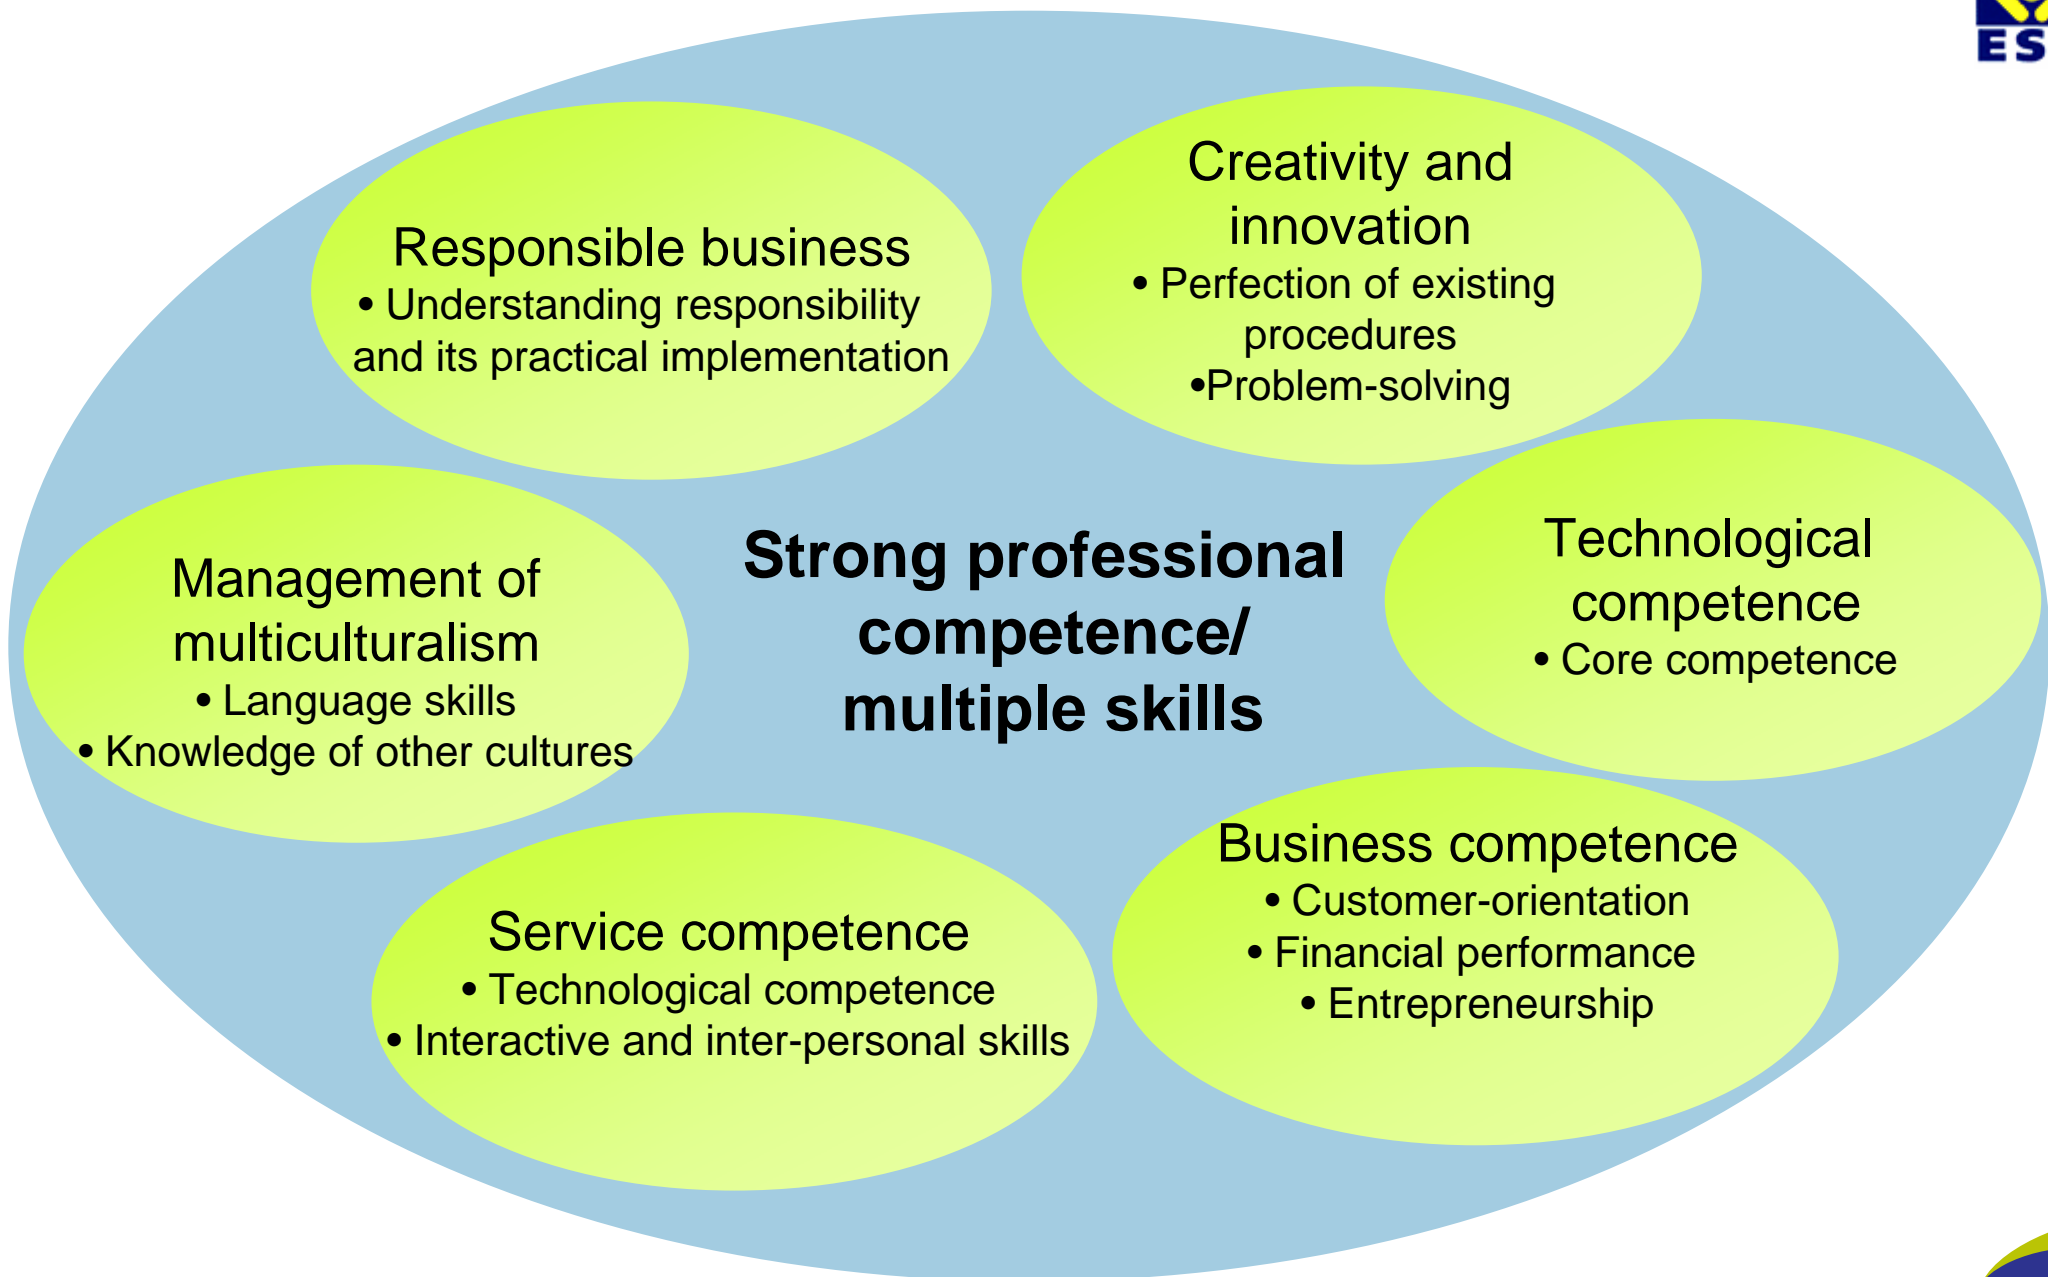 ES
Responsible business
• Understanding responsibility
and its practical implementation
Creativity and
innovation
• Perfection of existing
procedures
•Problem-solving
Management of
multiculturalism
• Language skills
• Knowledge of other cultures
Strong professional
competence/
multiple skills
Technological
competence
• Core competence
Service competence
• Technological competence
• Interactive and inter-personal skills
Business competence
• Customer-orientation
• Financial performance
• Entrepreneurship